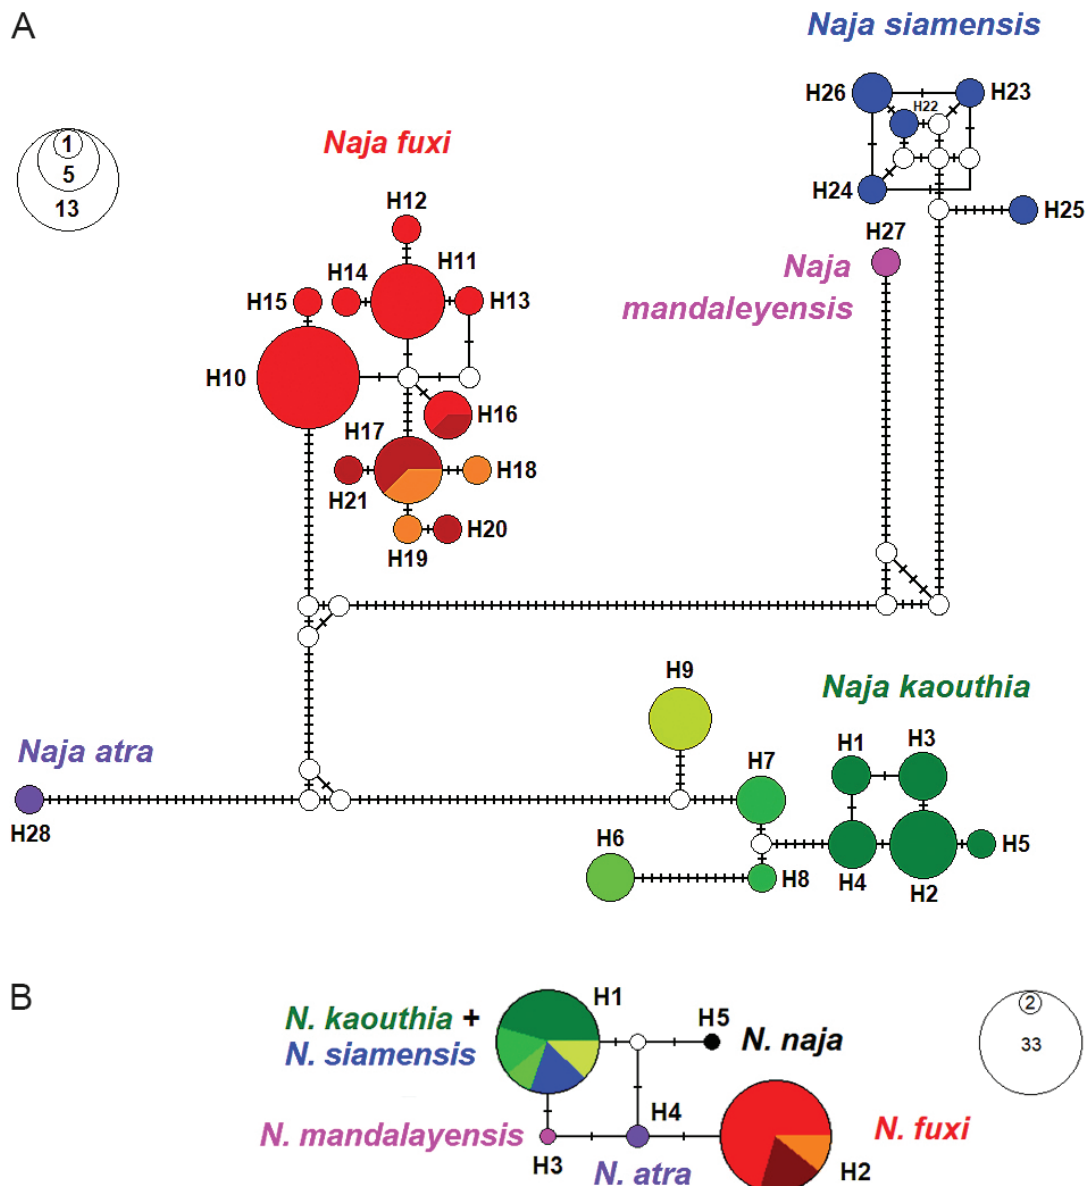 A
Naja siamensis
H26
H23
H22
1
5
13
Naja fuxi
H12
H24
H25
H27
H11
H14
H13
H15
Naja
mandaleyensis
H10
H16
H17
H18
H21
H20
H19
H9
Naja kaouthia
Naja atra
H7
H1
H3
H28
H6
H5
H8
H4
H2
B
H1
2
N. kaouthia +
H5
N. naja
33
N. siamensis
H4
N. mandalayensis
N. fuxi
H3
N. atra
H2